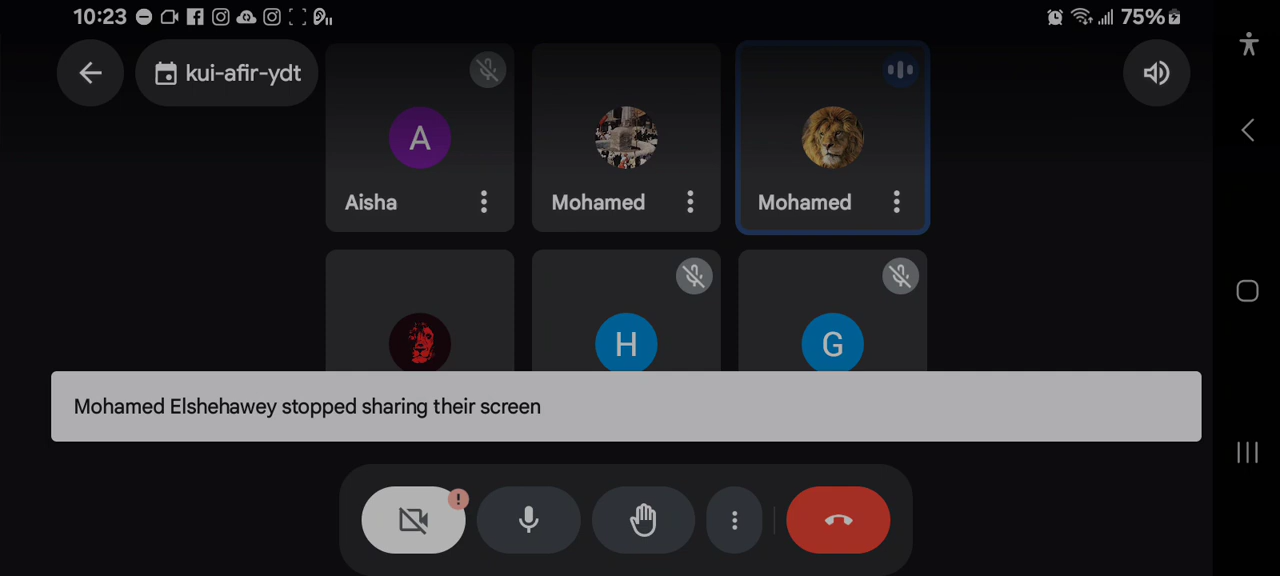 10:23
75%
kui-afir-ydt
A
Aisha
Mohamed
Mohamed
H
G
Mohamed Elshehawey stopped sharing their screen
!